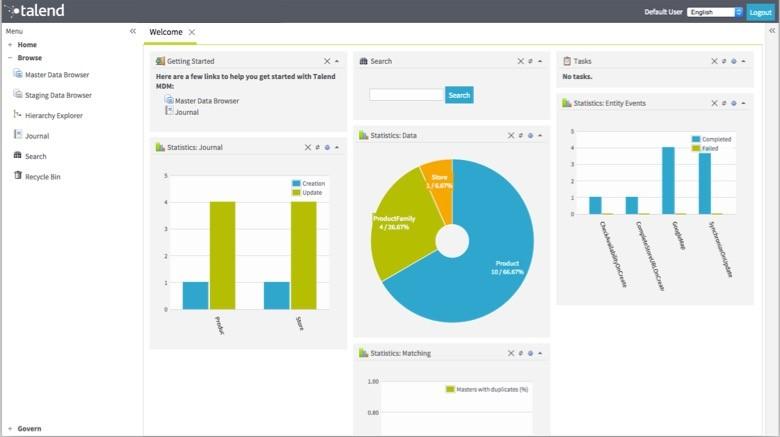 talend
Default User English Logout
Menu
Home
Browse
Master Data Browser
Staging Data Browser
Hierarchy Explorer
Journal
Search
Recycle Bin
Govern
Welcome
Getting Started
Here are a few links to help you get started with Talend
MDM:
Master Data Browser
Journal
Statistics: Journal
Creation
Update
5
4
3
2
1
0
Produc
Store
Search
Search
Statistics: Data
Store
1 / 6.67%
ProductFamily
4 / 26.67%
Product
10 / 66.67%
Statistics: Matching
1.00
0.80
Masters with duplicates (%)
Tasks
No tasks.
Statistics: Entity Events
Completed
Failed
5
4
3
2
1
0
CheckAvailabilityOnCreate
CompleteStoreURLOnCreate
GoogleMap
SynchronizeOnUpdate